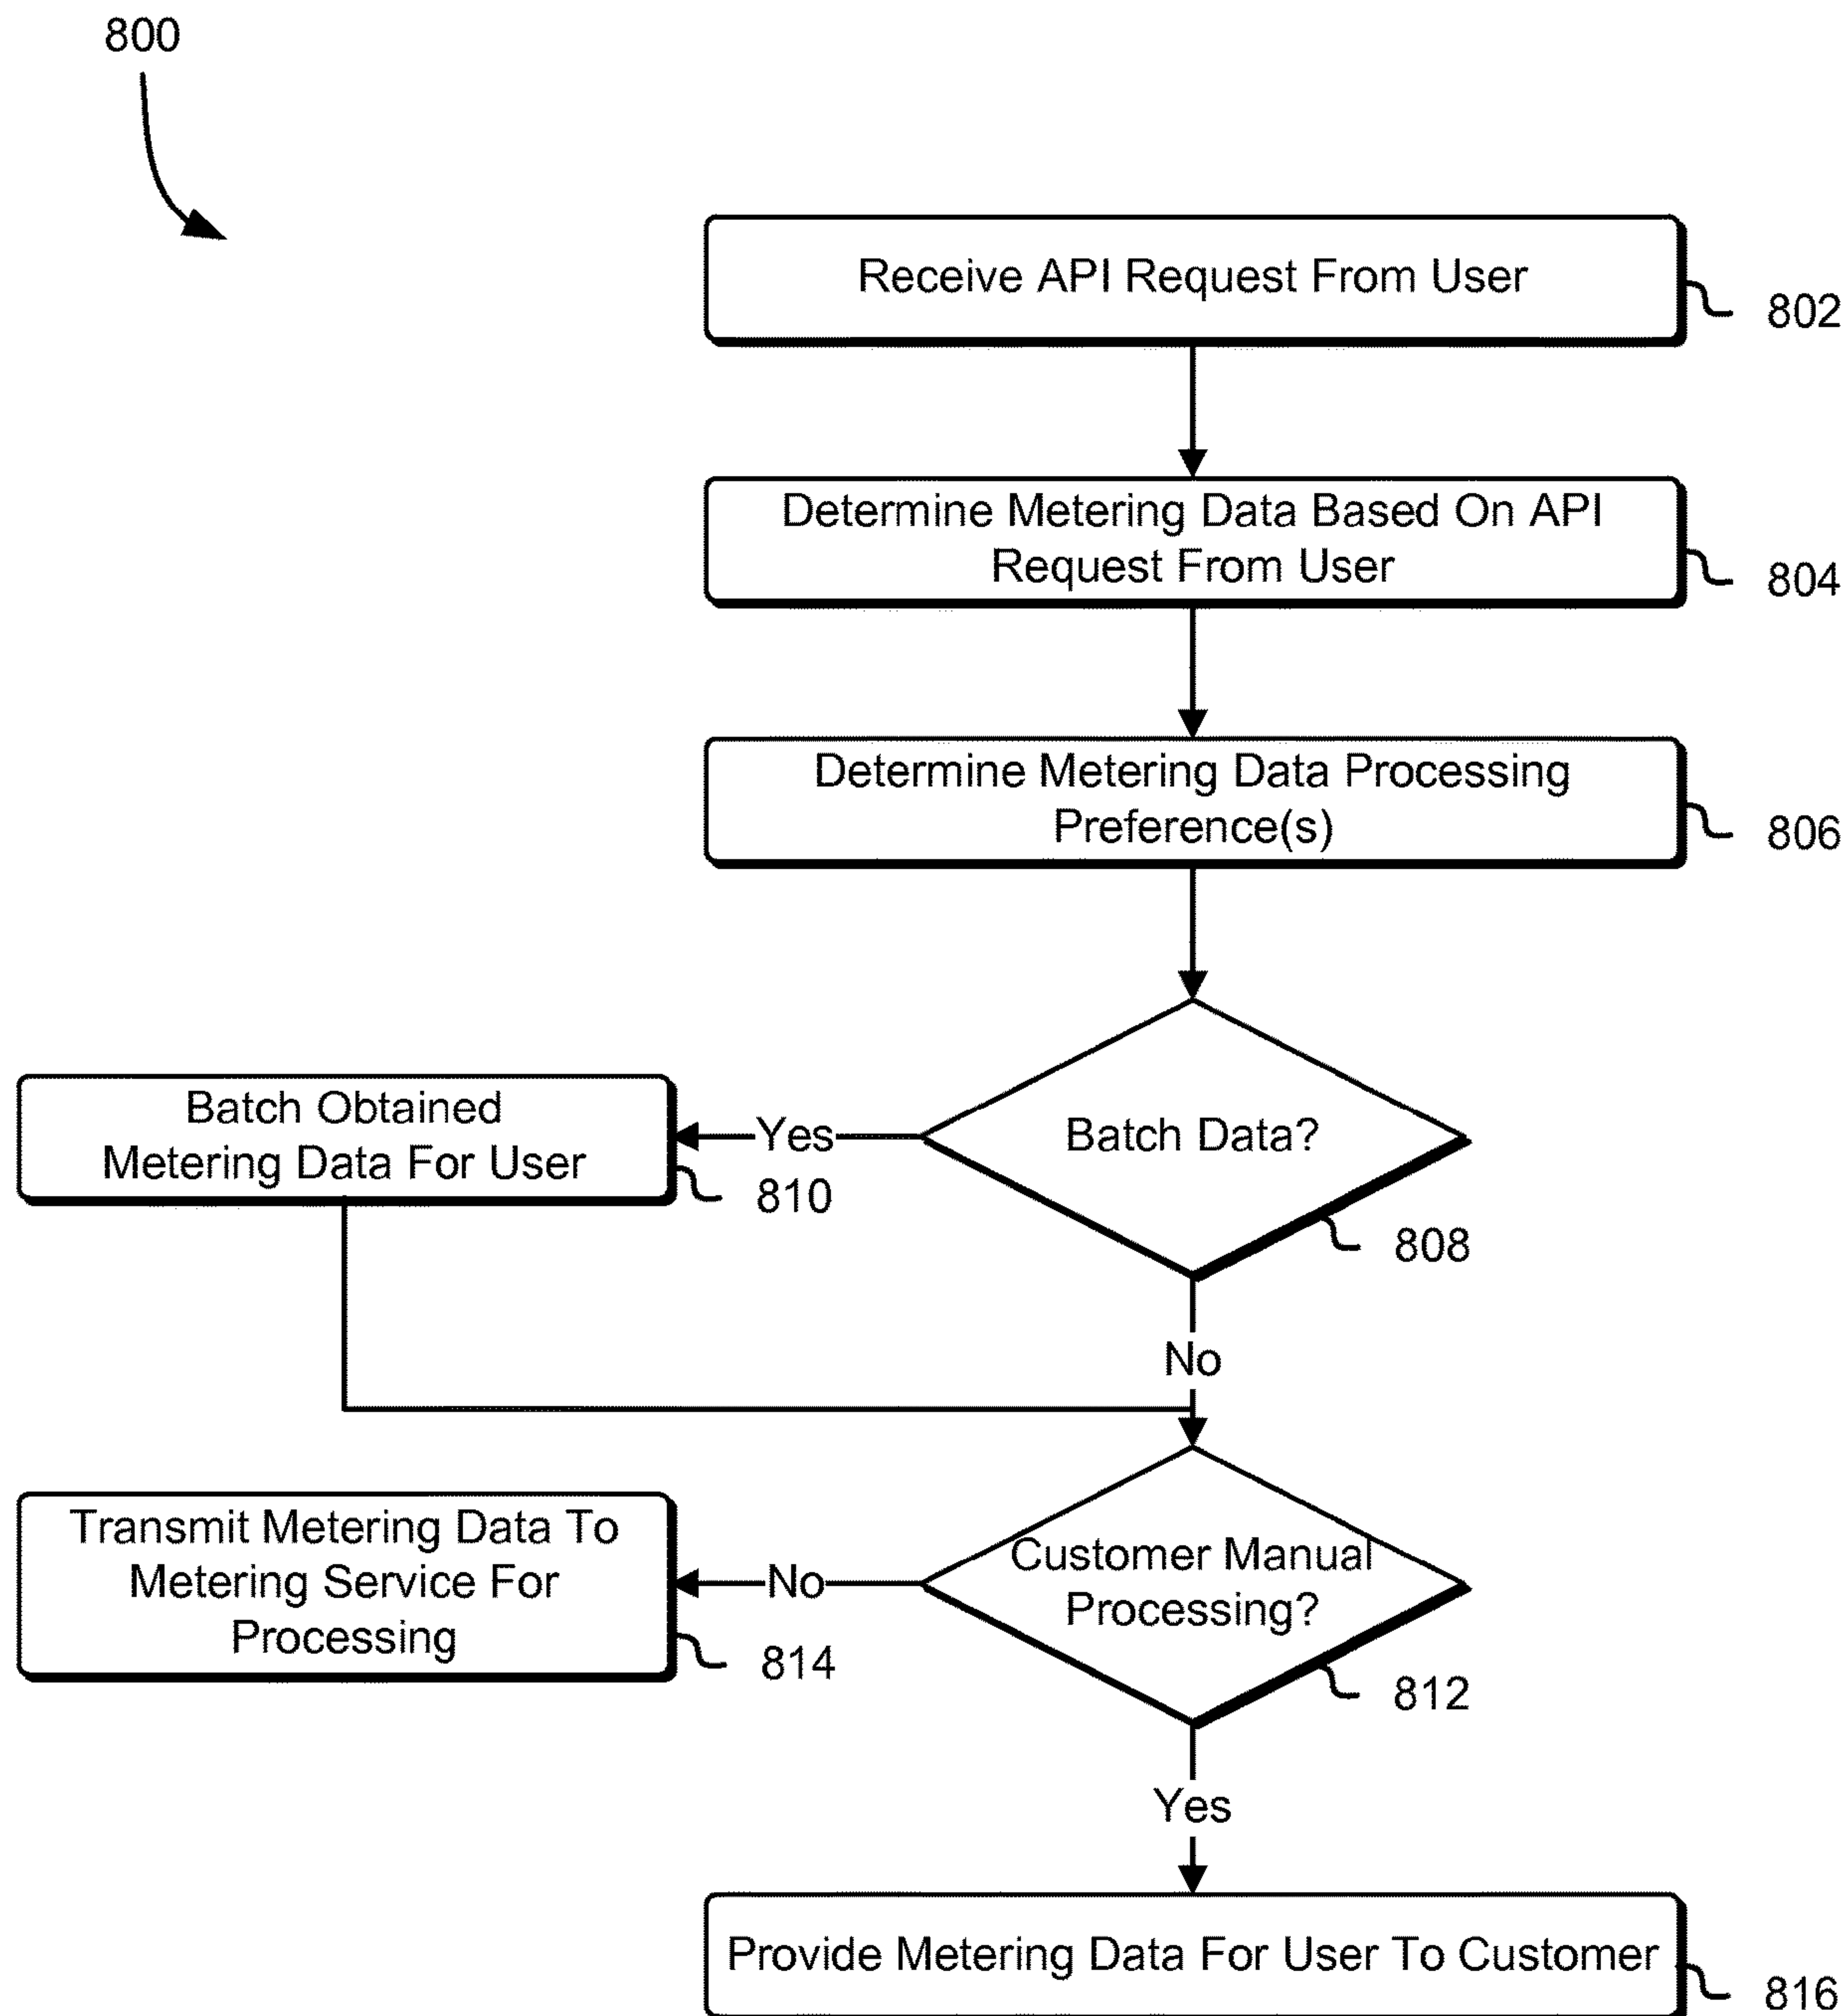 800
Receive API Request From User
802
Determine Metering Data Based On API
Request From User
804
Determine Metering Data Processing
Preference(s)
806
Batch Data?
808
Yes
Batch Obtained
Metering Data For User
810
No
Customer Manual
Processing?
812
No
Transmit Metering Data To
Metering Service For
Processing
814
Yes
Provide Metering Data For User To Customer
816